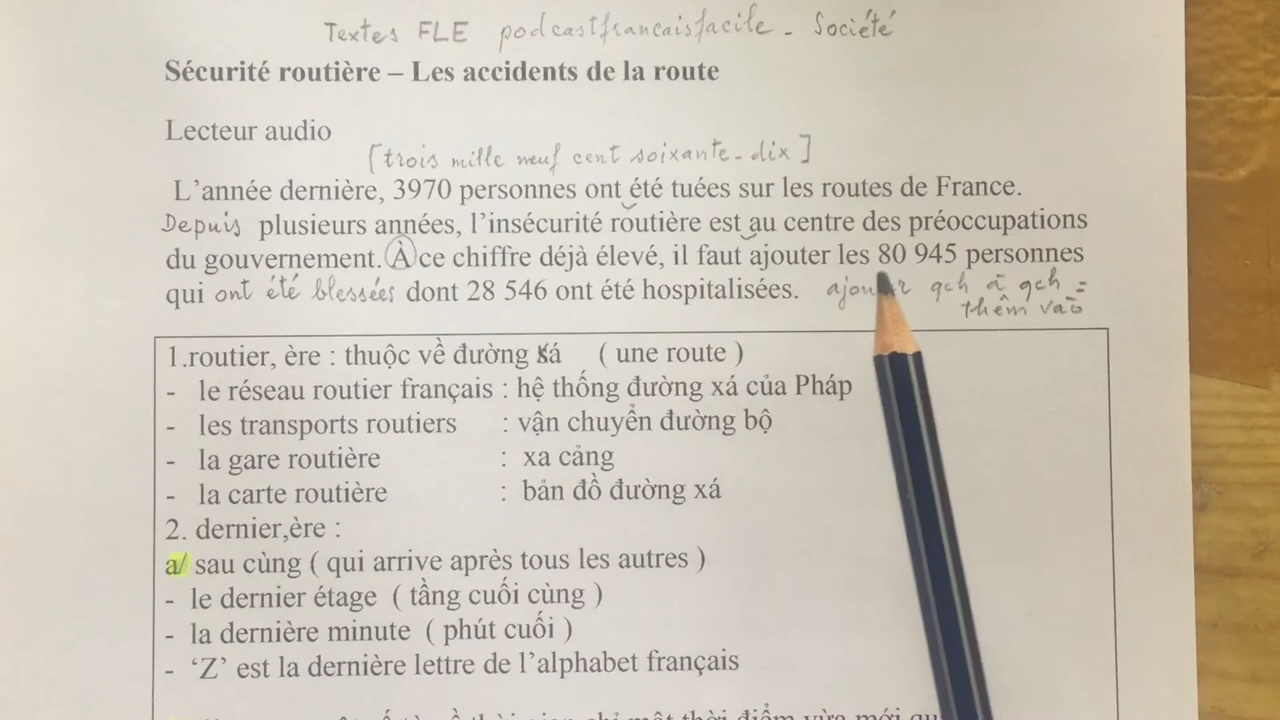 Textes FLE podcastfrancaisfacile - Société
Sécurité routière – Les accidents de la route
Lecteur audio
[trois mille neuf cent soixante-dix]
L’année dernière, 3970 personnes ont été tuées sur les routes de France.
Depuis plusieurs années, l’insécurité routière est au centre des préoccupations
du gouvernement. À ce chiffre déjà élevé, il faut ajouter les 80 945 personnes
qui ont été blessées dont 28 546 ont été hospitalisées. qch à qch =
thêm vào
1.routier, ère : thuộc về đường xá ( une route )
- le réseau routier français : hệ thống đường xá của Pháp
- les transports routiers : vận chuyển đường bộ
- la gare routière : xa cảng
- la carte routière : bản đồ đường xá
2. dernier,ère :
a/ sau cùng ( qui arrive après tous les autres )
- le dernier étage ( tầng cuối cùng )
- la dernière minute ( phút cuối )
- ‘Z’ est la dernière lettre de l’alphabet français